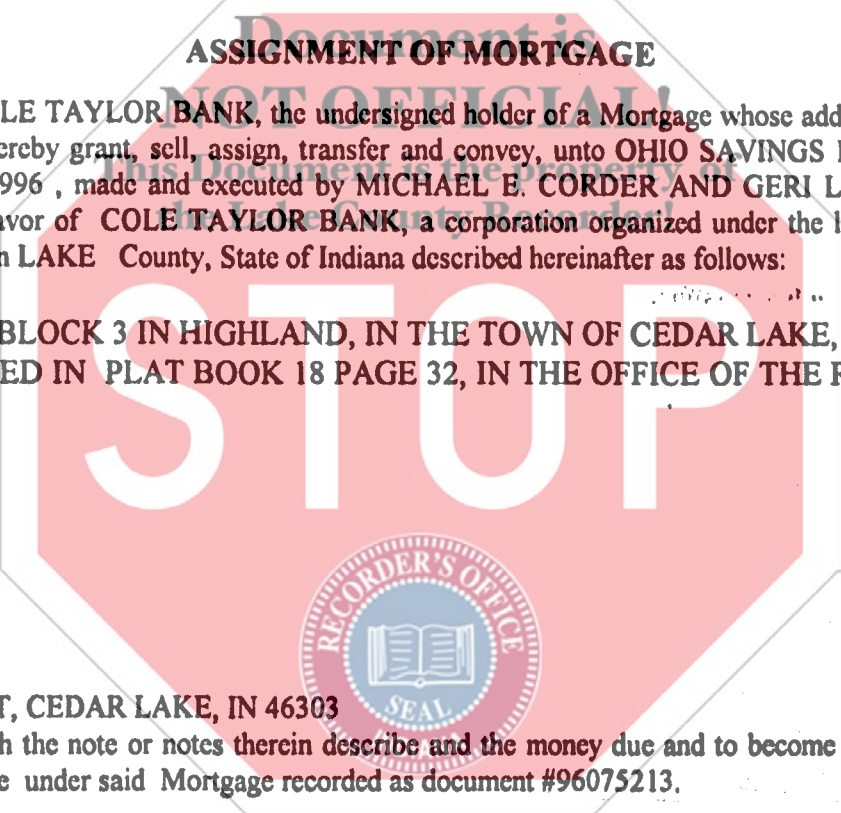 Document is
ASSIGNMENT OF MORTGAGE
NOT OFFICIAL!
LE TAYLOR BANK, the undersigned holder of a Mortgage whose add
ereby grant, sell, assign, transfer and convey, unto OHIO SAVINGS
This Document is the property of
996 , made and executed by MICHAEL E. CORDER AND GERI L
the Lake County Recorder!
avor of COLE TAYLOR BANK, a corporation organized under the l
n LAKE County, State of Indiana described hereinafter as follows:
STOP
BLOCK 3 IN HIGHLAND, IN THE TOWN OF CEDAR LAKE,
ED IN PLAT BOOK 18 PAGE 32, IN THE OFFICE OF THE
RECORDER'S OFFICE
SEAL
T, CEDAR LAKE, IN 46303
h the note or notes therein describe and the money due and to become
e under said Mortgage recorded as document #96075213.